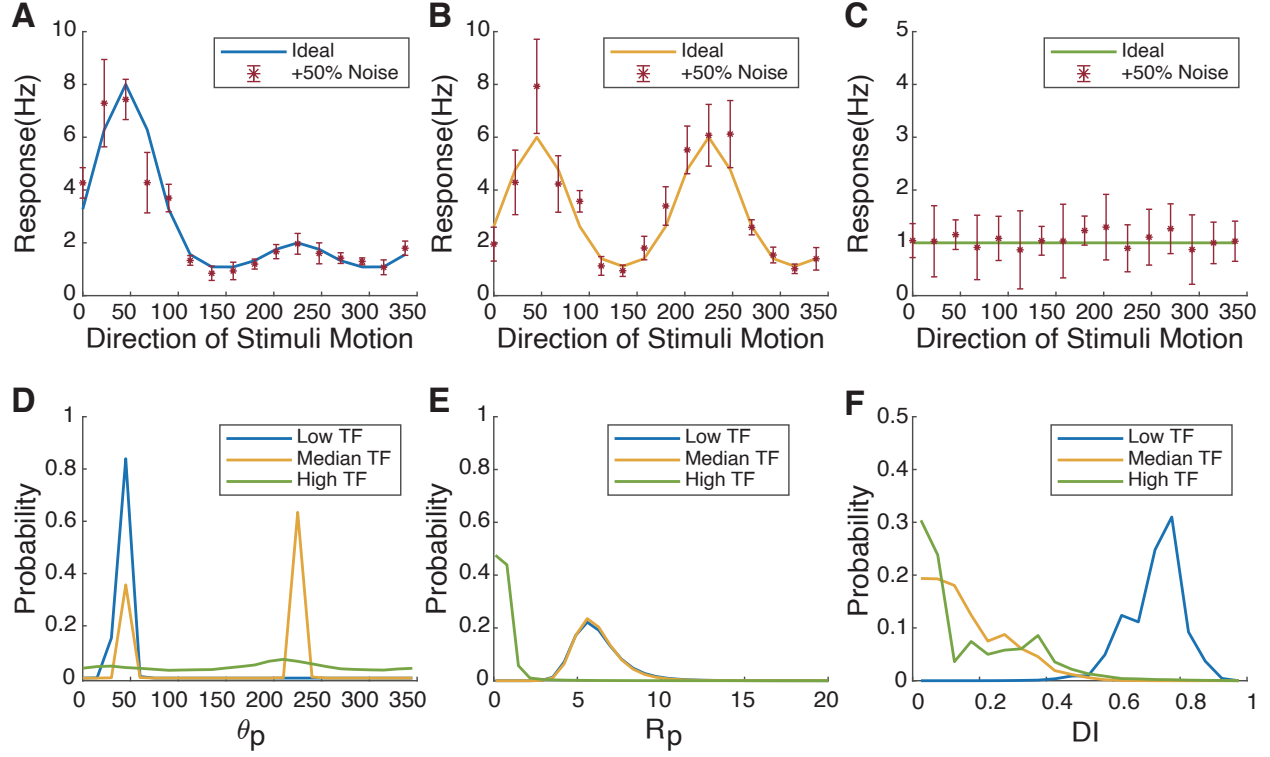 A
10
8
6
4
2
0
Response(Hz)
Ideal
+50% Noise
0 50 100 150 200 250 300 350
Direction of Stimuli Motion
B
10
8
6
4
2
0
Response(Hz)
Ideal
+50% Noise
0 50 100 150 200 250 300 350
Direction of Stimuli Motion
C
5
4
3
2
1
0
Response(Hz)
Ideal
+50% Noise
0 50 100 150 200 250 300 350
Direction of Stimuli Motion
D
1
0.8
0.6
0.4
0.2
0
Probability
Low TF
Median TF
High TF
0 50 100 150 200 250 300 350
θp
E
1
0.8
0.6
0.4
0.2
0
Probability
Low TF
Median TF
High TF
0 5 10 15 20
Rp
F
0.5
0.4
0.3
0.2
0.1
0
Probability
Low TF
Median TF
High TF
0 0.2 0.4 0.6 0.8 1
DI